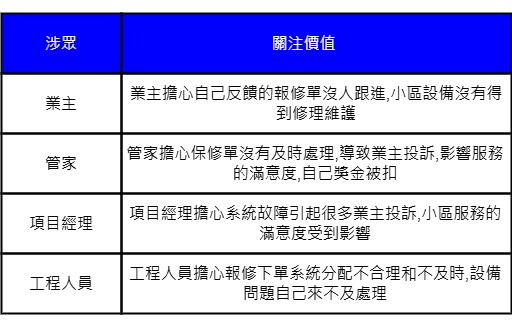 涉眾
關注價值
業主
業主擔心自己反饋的報修單沒人跟進,小區設備沒有得
到修理維護
管家
管家擔心保修單沒有及時處理,導致業主投訴,影響服務
的滿意度,自己獎金被扣
項目經理
項目經理擔心系統故障引起很多業主投訴,小區服務的
滿意度受到影響
工程人員
工程人員擔心報修下單系統分配不合理和不及時,設備
問題自己來不及處理